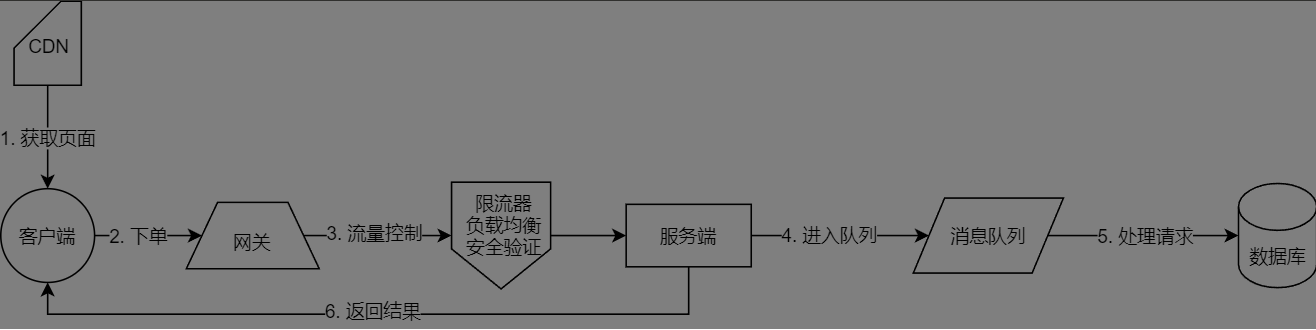 CDN
1. 获取页面
客户端
2. 下单
网关
3. 流量控制
限流器
负载均衡
安全验证
服务端
4. 进入队列
消息队列
5. 处理请求
数据库
6. 返回结果